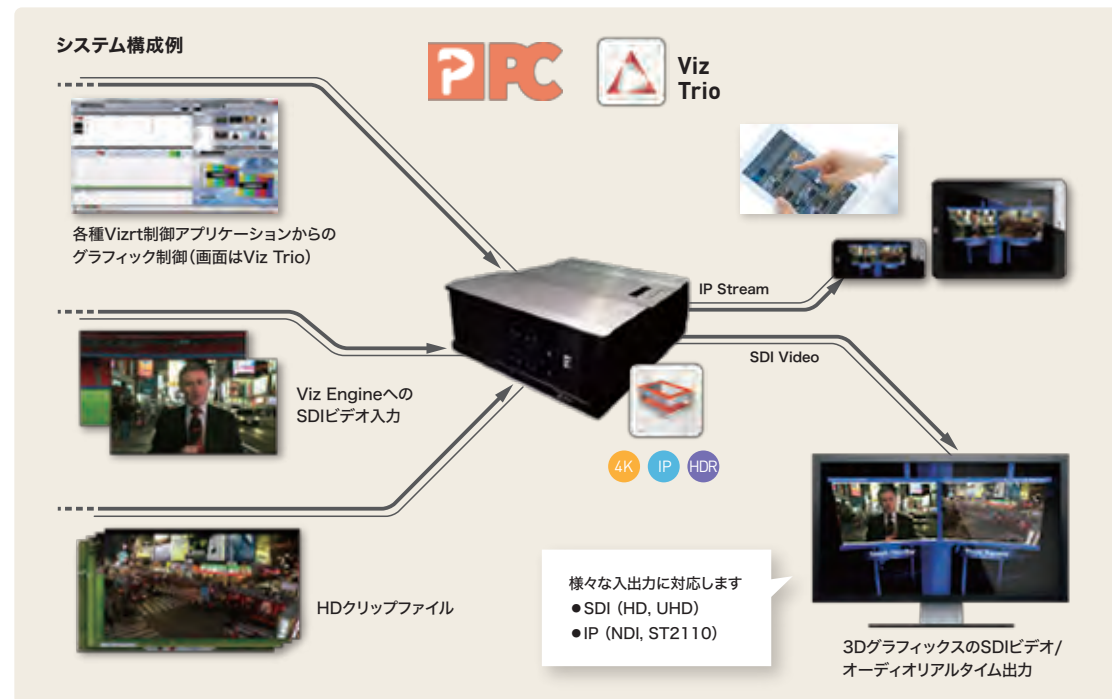 システム構成例
P PC
Viz
Trio
各種Vizrt制御アプリケーションからの
グラフィック制御（画面はViz Trio）
IP Stream
SDI Video
Viz Engineへの
SDIビデオ入力
4K
IP
HDR
HDクリップファイル
様々な入出力に対応します
●SDI（HD, UHD）
●IP（NDI, ST2110）
3DグラフィックスのSDIビデオ/
オーディオリアルタイム出力